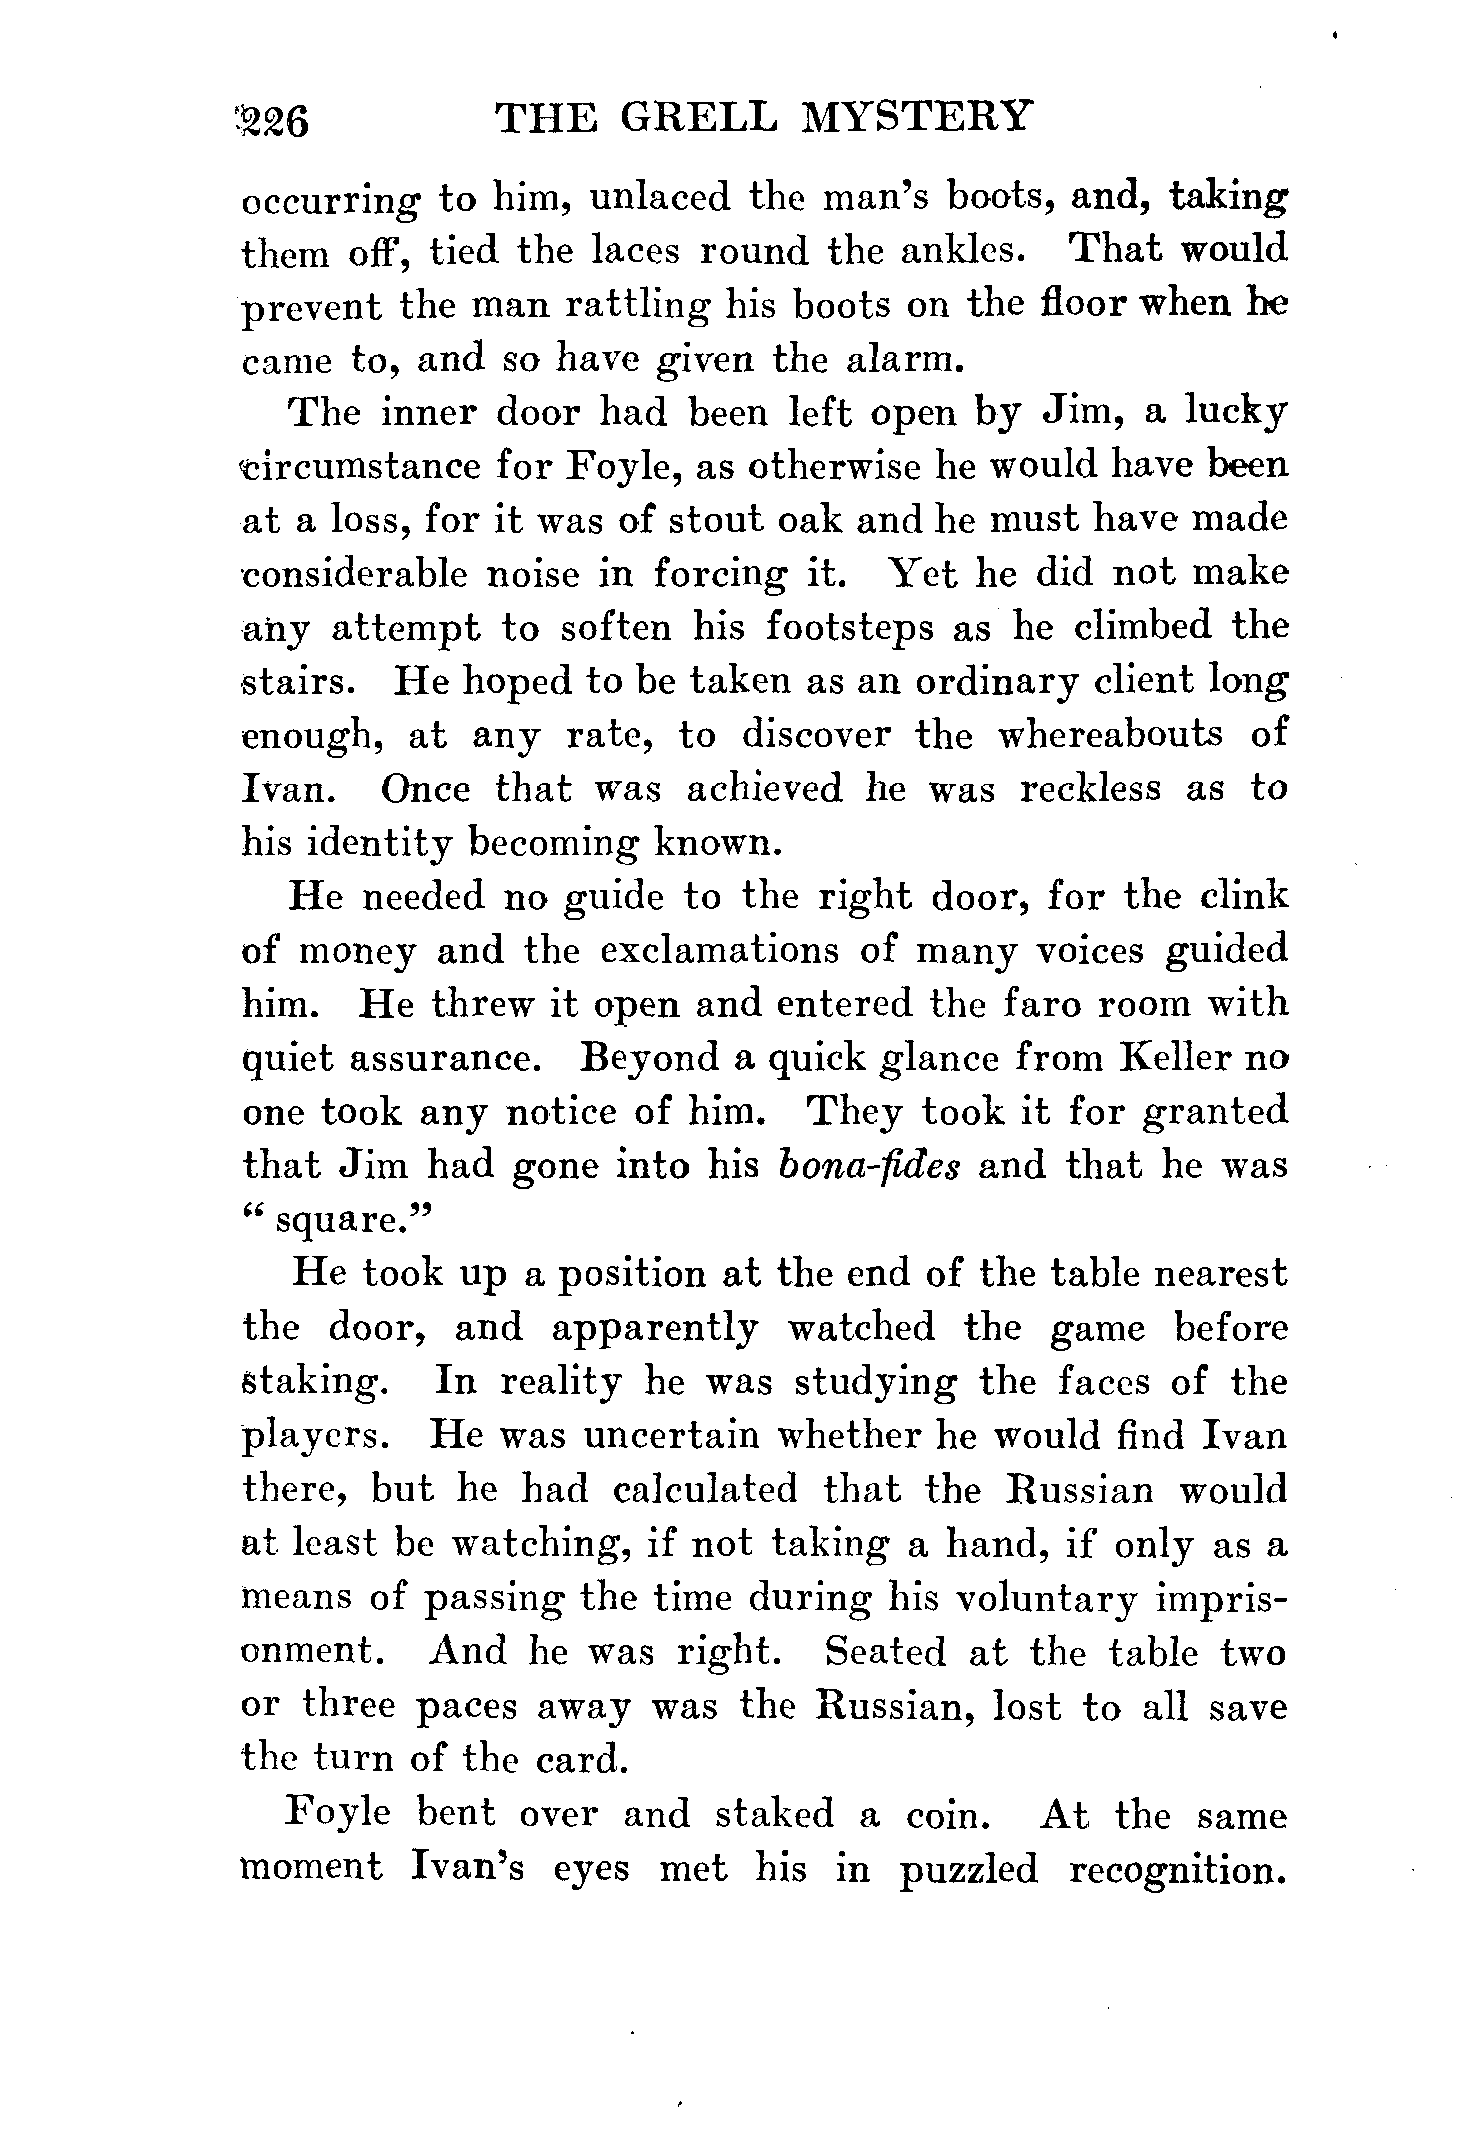 226 THE GRELL MYSTERY
occurring to him, unlaced the man's boots, and, taking
them off, tied the laces round the ankles. That would
prevent the man rattling his boots on the floor when he
came to, and so have given the alarm.
The inner door had been left open by Jim, a lucky
circumstance for Foyle, as otherwise he would have been
at a loss, for it was of stout oak and he must have made
considerable noise in forcing it. Yet he did not make
any attempt to soften his footsteps as he climbed the
stairs. He hoped to be taken as an ordinary client long
enough, at any rate, to discover the whereabouts of
Ivan. Once that was achieved he was reckless as to
his identity becoming known.
He needed no guide to the right door, for the clink
of money and the exclamations of many voices guided
him. He threw it open and entered the faro room with
quiet assurance. Beyond a quick glance from Keller no
one took any notice of him. They took it for granted
that Jim had gone into his bona-fides and that he was
“ square.”
He took up a position at the end of the table nearest
the door, and apparently watched the game before
staking. In reality he was studying the faces of the
players. He was uncertain whether he would find Ivan
there, but he had calculated that the Russian would
at least be watching, if not taking a hand, if only as a
means of passing the time during his voluntary impris-
onment. And he was right. Seated at the table two
or three paces away was the Russian, lost to all save
the turn of the card.
Foyle bent over and staked a coin. At the same
moment Ivan's eyes met his in puzzled recognition.